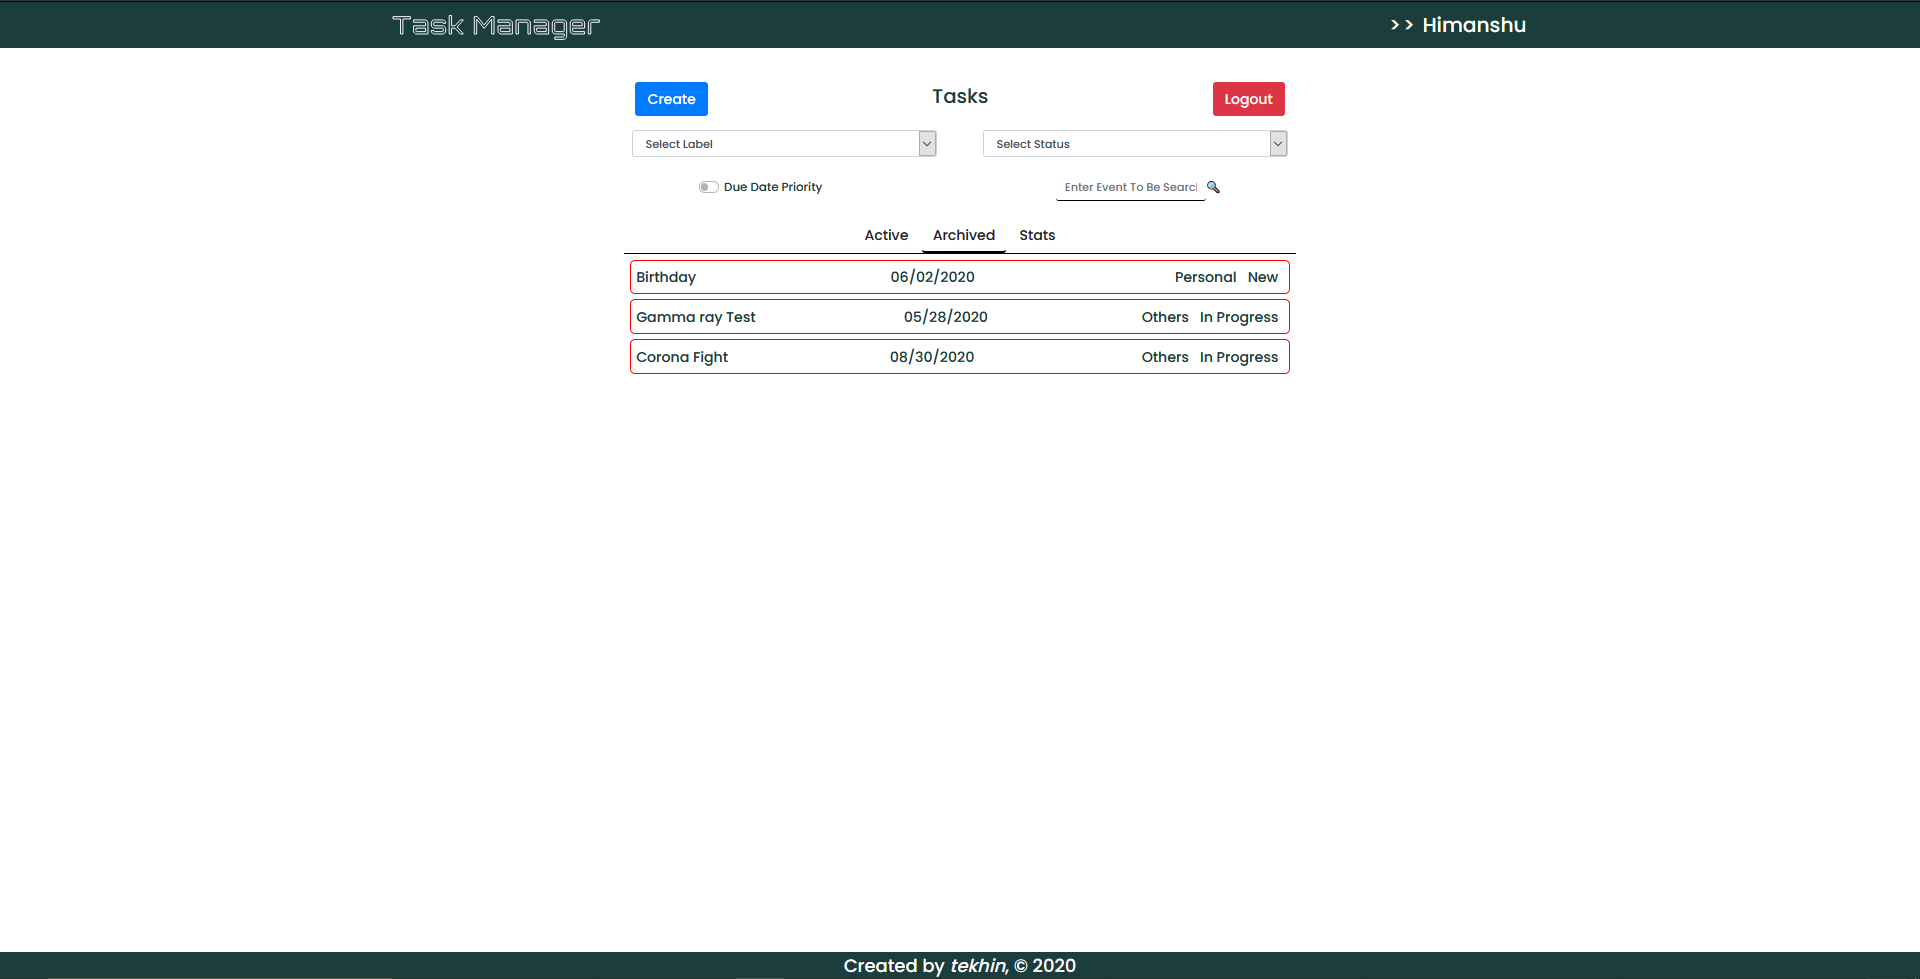 Task Manager
>> Himanshu
Create
Tasks
Logout
Select Label
Select Status
Due Date Priority
Enter Event To Be Searc
Active Archived Stats
Birthday 06/02/2020 Personal New
Gamma ray Test 05/28/2020 Others In Progress
Corona Fight 08/30/2020 Others In Progress
Created by tekhin, © 2020